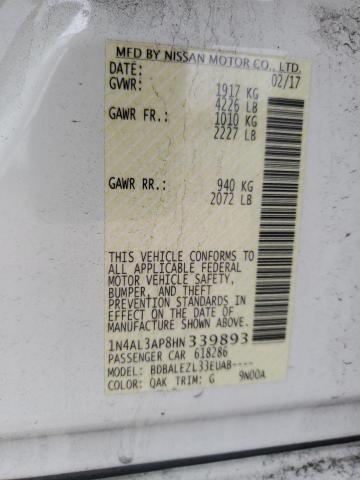 MFD BY NISSAN MOTOR CO., LTD.
DATE: 02/17
GVWR: 1917 KG
4226 LB
GAWR FR.: 1010 KG
2227 LB
GAWR RR.: 940 KG
2072 LB
THIS VEHICLE CONFORMS TO
ALL APPLICABLE FEDERAL
MOTOR VEHICLE SAFETY,
BUMPER, AND THEFT
PREVENTION STANDARDS IN
EFFECT ON THE DATE OF
MANUFACTURE SHOWN ABOVE.
1N4AL3AP8HN339893
PASSENGER CAR 618286
MODEL: BDBALEZL33EUAB----
COLOR: QAK TRIM: G 9N00A